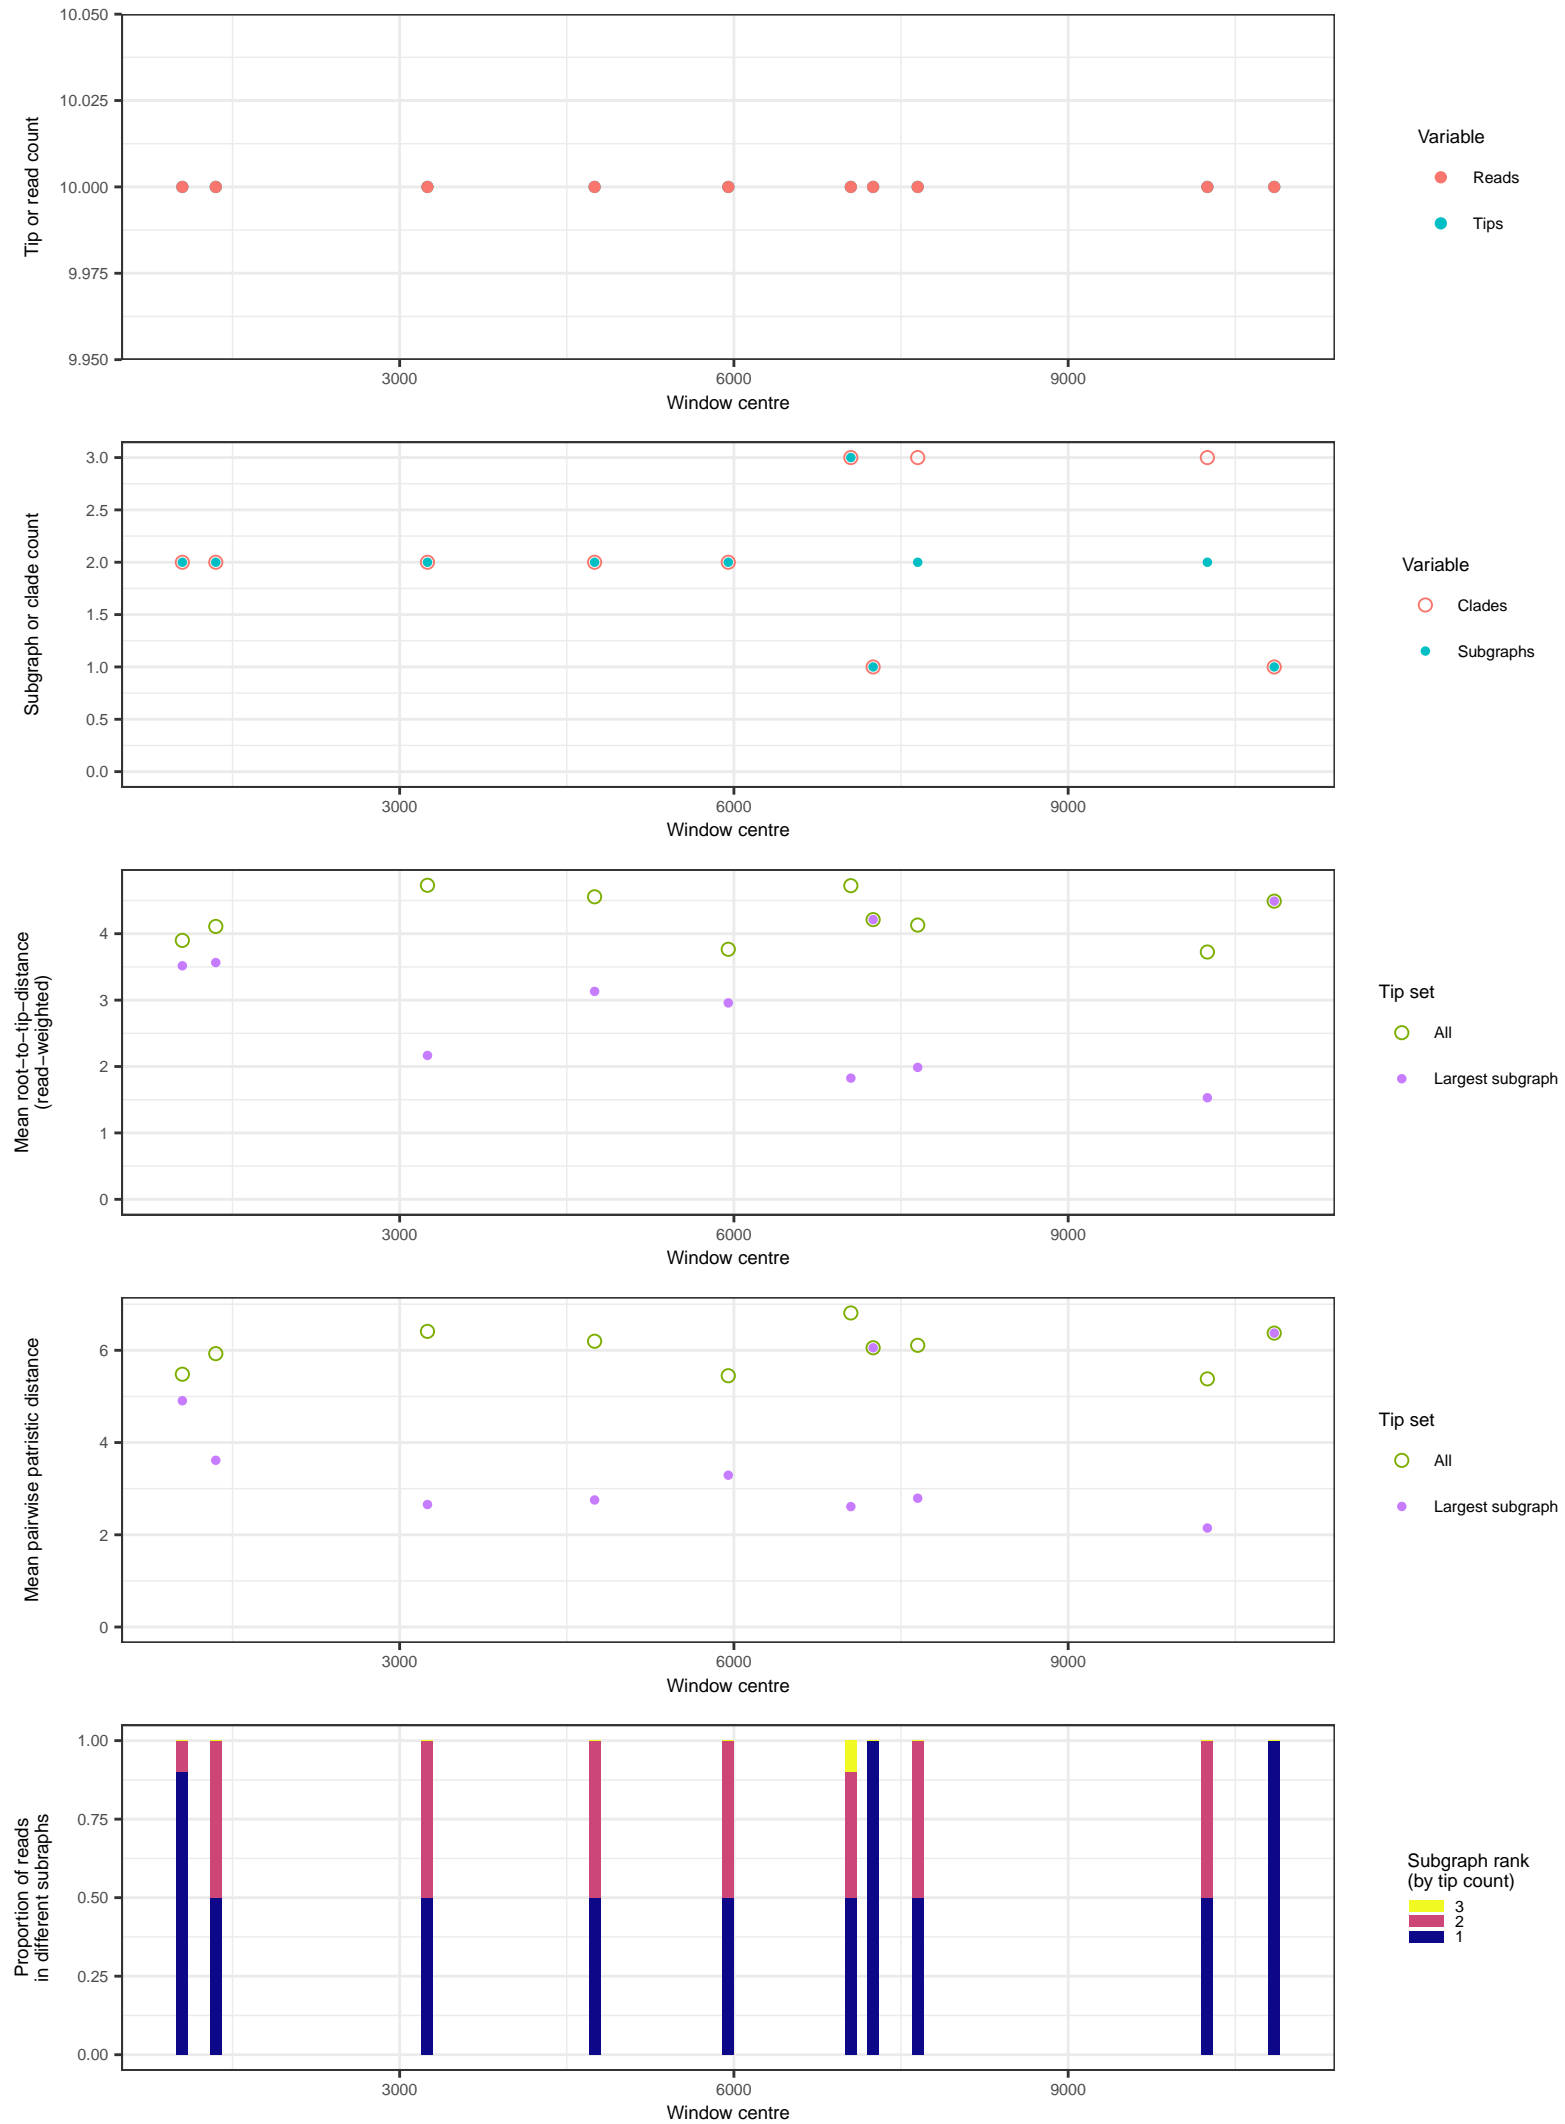 10.050
10.025
10.000
9.975
9.950
Tip or read count
3000 6000 9000
Window centre
Variable
Reads
Tips
3.0
2.5
2.0
1.5
1.0
0.5
0.0
Subgraph or clade count
3000 6000 9000
Window centre
Variable
Clades
Subgraphs
4
3
2
1
0
Mean root−to−tip−distance
(read−weighted)
3000 6000 9000
Window centre
Tip set
All
Largest subgraph
6
4
2
0
Mean pairwise patristic distance
3000 6000 9000
Window centre
Tip set
All
Largest subgraph
1.00
0.75
0.50
0.25
0.00
Proportion of reads
in different subraphs
3000 6000 9000
Window centre
Subgraph rank
(by tip count)
3
2
1